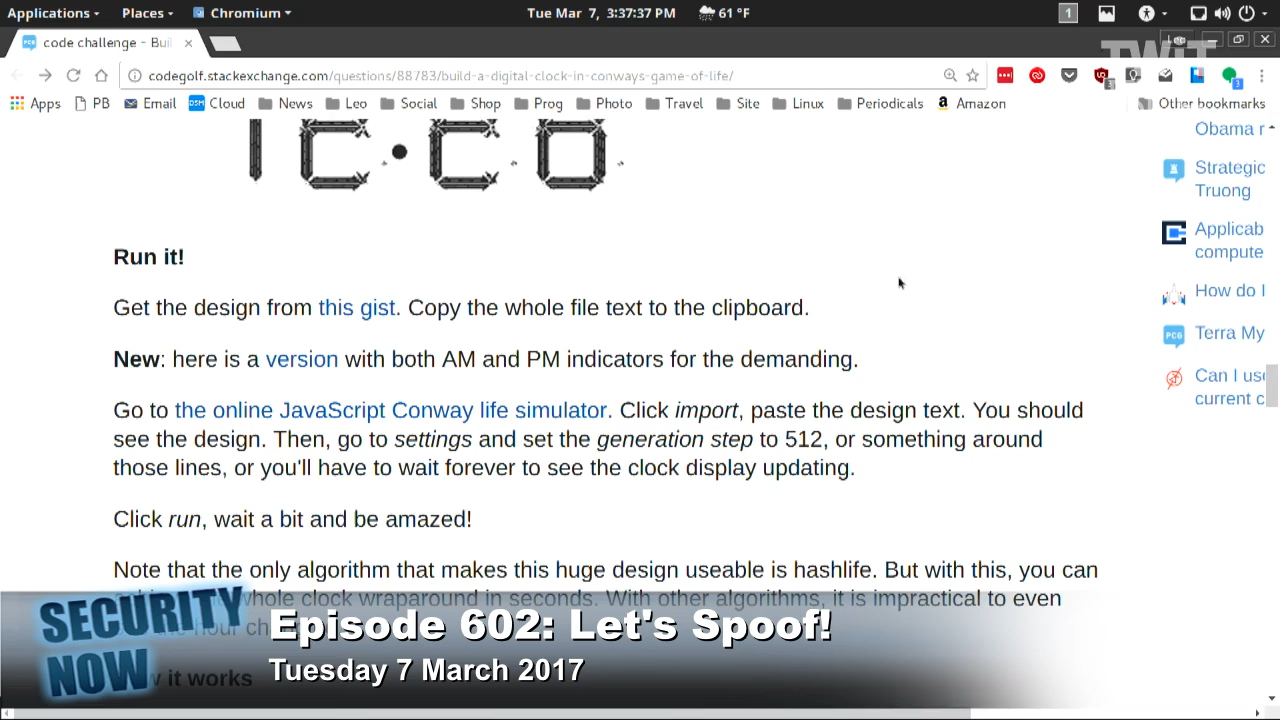 Applications Places Chromium Tue Mar 7, 3:37:37 PM 61 °F 1
code challenge - Bui TWiT
codegolf.stackexchange.com/questions/88783/build-a-digital-clock-in-conways-game-of-life/
Apps PB Email Cloud News Leo Social Shop Prog Photo Travel Site Linux Periodicals Amazon Other bookmarks
Obama r
Strategic
Truong
Applicab
compute
How do I
Terra My
Can I use
current c
Run it!
Get the design from this gist. Copy the whole file text to the clipboard.
New: here is a version with both AM and PM indicators for the demanding.
Go to the online JavaScript Conway life simulator. Click import, paste the design text. You should
see the design. Then, go to settings and set the generation step to 512, or something around
those lines, or you'll have to wait forever to see the clock display updating.
Click run, wait a bit and be amazed!
Note that the only algorithm that makes this huge design useable is hashlife. But with this, you can
whole clock wraparound in seconds. With other algorithms, it is impractical to even
it works
SECURITY
NOW
Episode 602: Let's Spoof!
Tuesday 7 March 2017